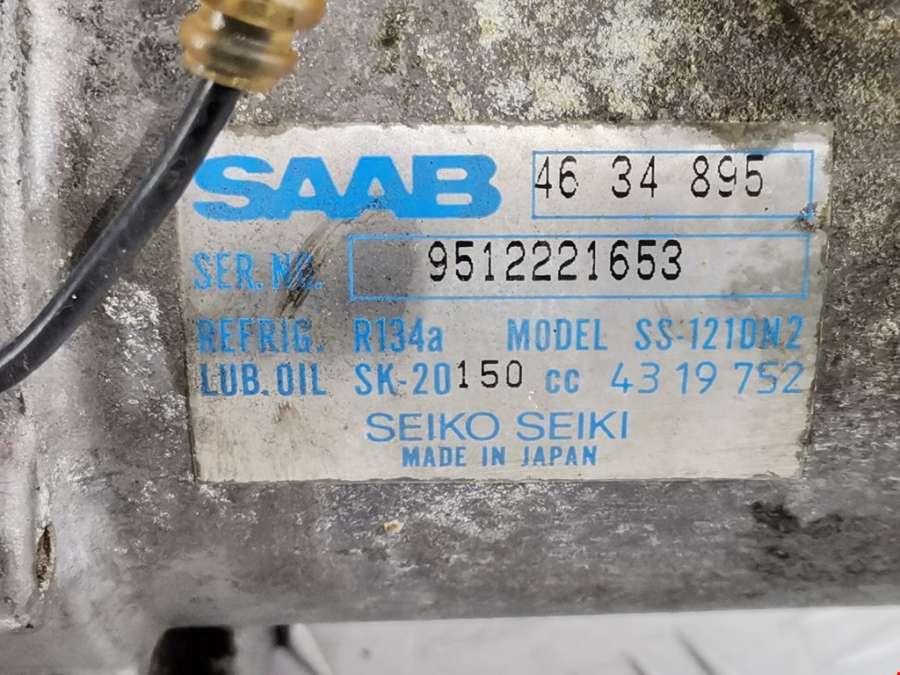 SAAB 46 34 895
SER.NO. 9512221653
REFRIG. R134a MODEL SS-121DN2
LUB.OIL SK-20 150 cc 43 19 752
SEIKO SEIKI
MADE IN JAPAN